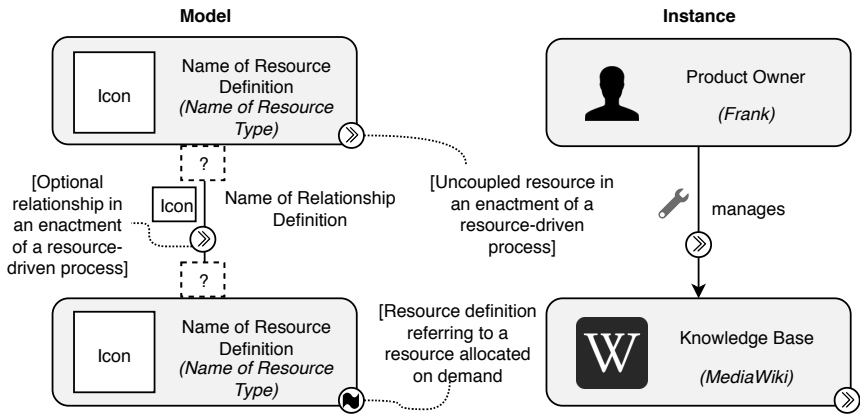 Model
Instance
Icon
Name of Resource
Definition
(Name of Resource
Type)
Product Owner
(Frank)
?
[Optional
relationship in
an enactment
of a resource-
driven process]
Icon
Name of Relationship
Definition
[Uncoupled resource in
an enactment of a
resource-driven
process]
manages
?
Icon
Name of Resource
Definition
(Name of Resource
Type)
[Resource definition
referring to a
resource allocated
on demand
W
Knowledge Base
(MediaWiki)